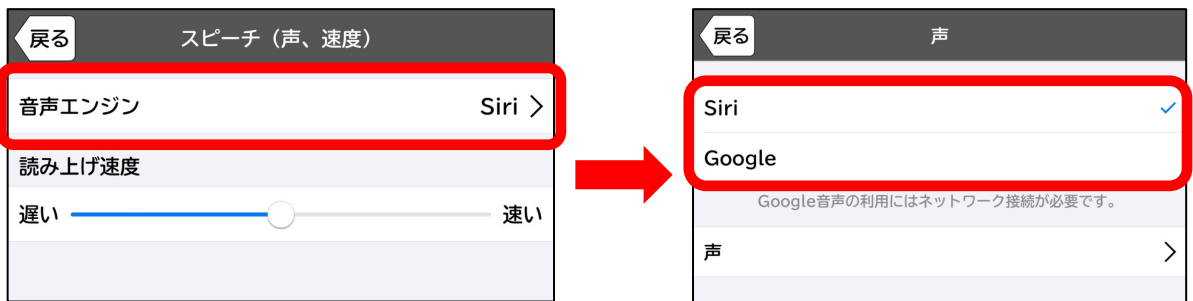 戻る
スピーチ（声、速度）
音声エンジン
Siri
読み上げ速度
遅い
速い
戻る
声
Siri
Google
Google音声の利用にはネットワーク接続が必要です。
声